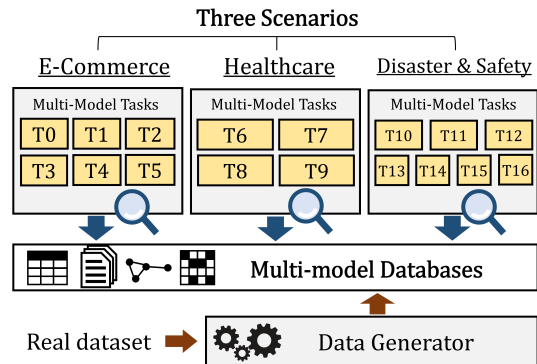 Three Scenarios
E-Commerce Healthcare Disaster & Safety
Multi-Model Tasks Multi-Model Tasks Multi-Model Tasks
T0 T1 T2 T6 T7 T10 T11 T12
T3 T4 T5 T8 T9 T13 T14 T15 T16
Multi-model Databases
Real dataset Data Generator